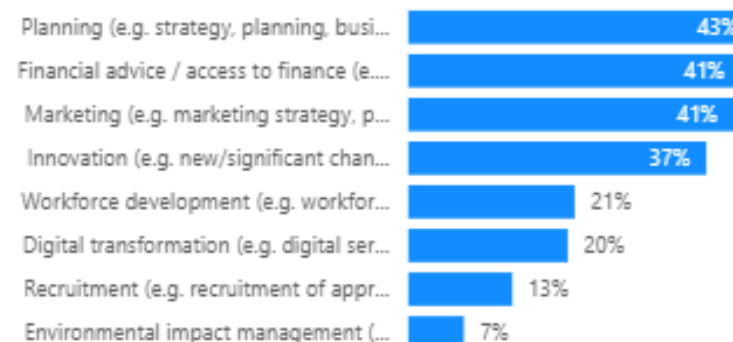 Planning (e.g. strategy, planning, busi... 43%
Financial advice / access to finance (e.... 41%
Marketing (e.g. marketing strategy, p... 41%
Innovation (e.g. new/significant chan... 37%
Workforce development (e.g. workfor... 21%
Digital transformation (e.g. digital ser... 20%
Recruitment (e.g. recruitment of appr... 13%
Environmental impact management (... 7%